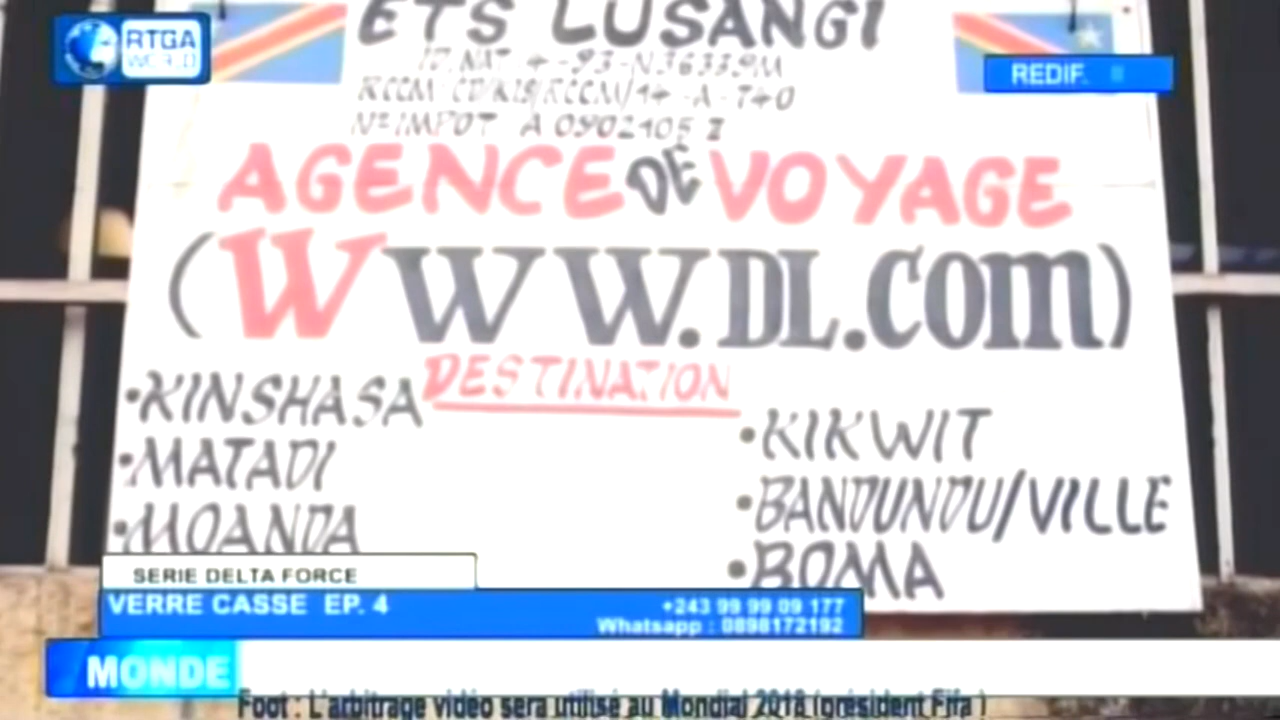 RTGA
WORLD
REDIF.
ETS LUSANGI
ID.NAT 4-93-N36339M
RCCM CD/KIS/RCCM/14-A-740
N° IMPOT A 0902105 Z
AGENCE DE VOYAGE
(WWW.DL.COM)
DESTINATION
•KINSHASA
•MATADI
•MOANDA
•KIKWIT
•BANDUNDU/VILLE
•BOMA
SERIE DELTA FORCE
VERRE CASSE EP. 4
+243 99 99 09 177
Whatsapp : 0898172192
MONDE
Foot : L'arbitrage vidéo sera utilisé au Mondial 2018 (président Fifa )